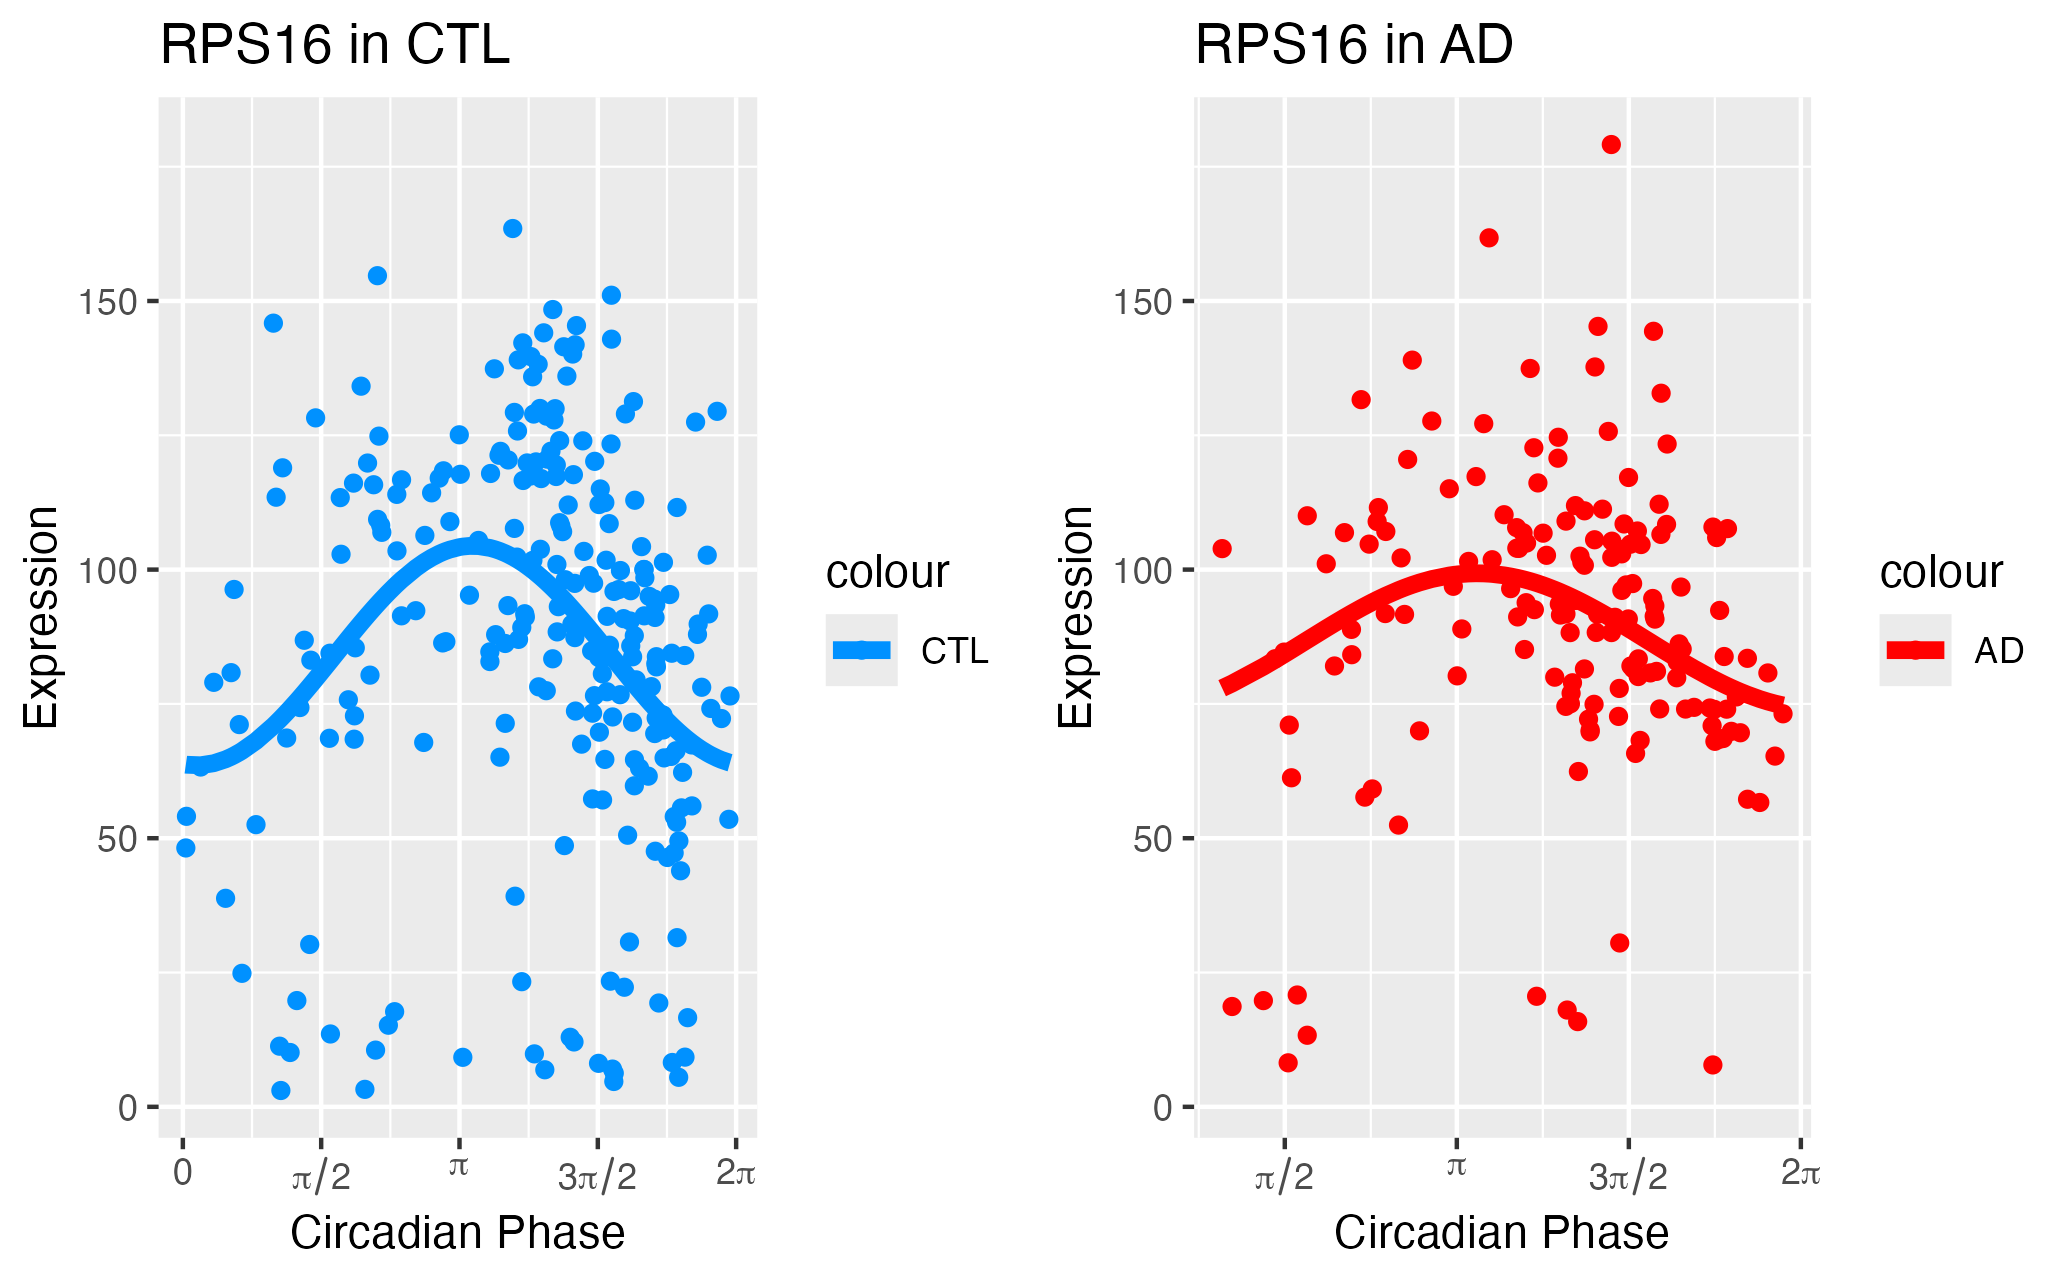 RPS16 in CTL
150
100
50
0
Expression
0
π/2
π
3π/2
2π
Circadian Phase
colour
CTL
RPS16 in AD
150
100
50
0
Expression
π/2
π
3π/2
2π
Circadian Phase
colour
AD